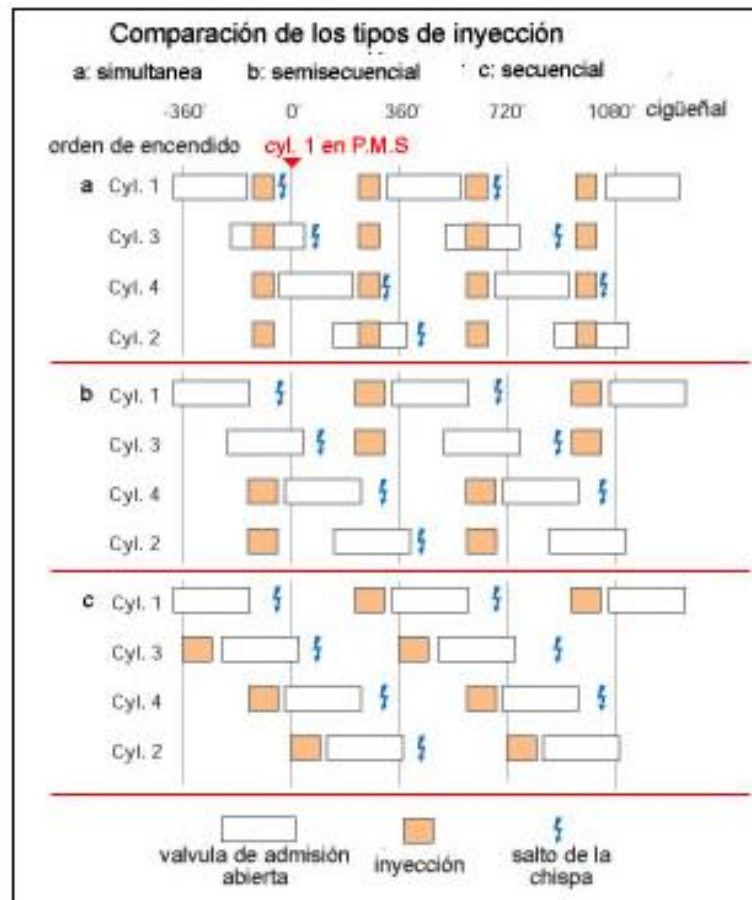 Comparación de los tipos de inyección
a: simultanea b: semisecuencial c: secuencial
-360° 0° 360° 720° 1080° cigüeñal
orden de encendido cyl. 1 en P.M.S
a Cyl. 1
Cyl. 3
Cyl. 4
Cyl. 2
b Cyl. 1
Cyl. 3
Cyl. 4
Cyl. 2
c Cyl. 1
Cyl. 3
Cyl. 4
Cyl. 2
valvula de admisión
abierta
inyección
salto de la
chispa